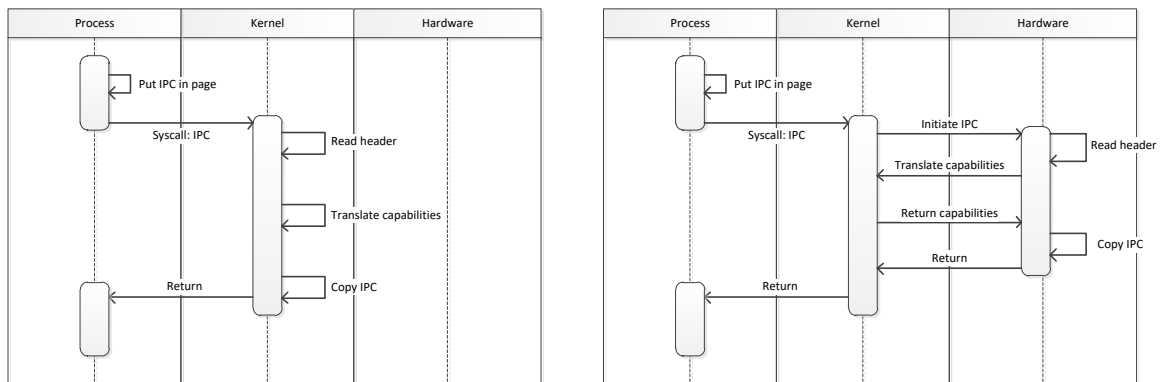 Process Kernel Hardware
Put IPC in page
Syscall: IPC
Read header
Translate capabilities
Return Copy IPC
Process Kernel Hardware
Put IPC in page
Syscall: IPC Initiate IPC
Read header
Translate capabilities
Return capabilities
Copy IPC
Return
Return